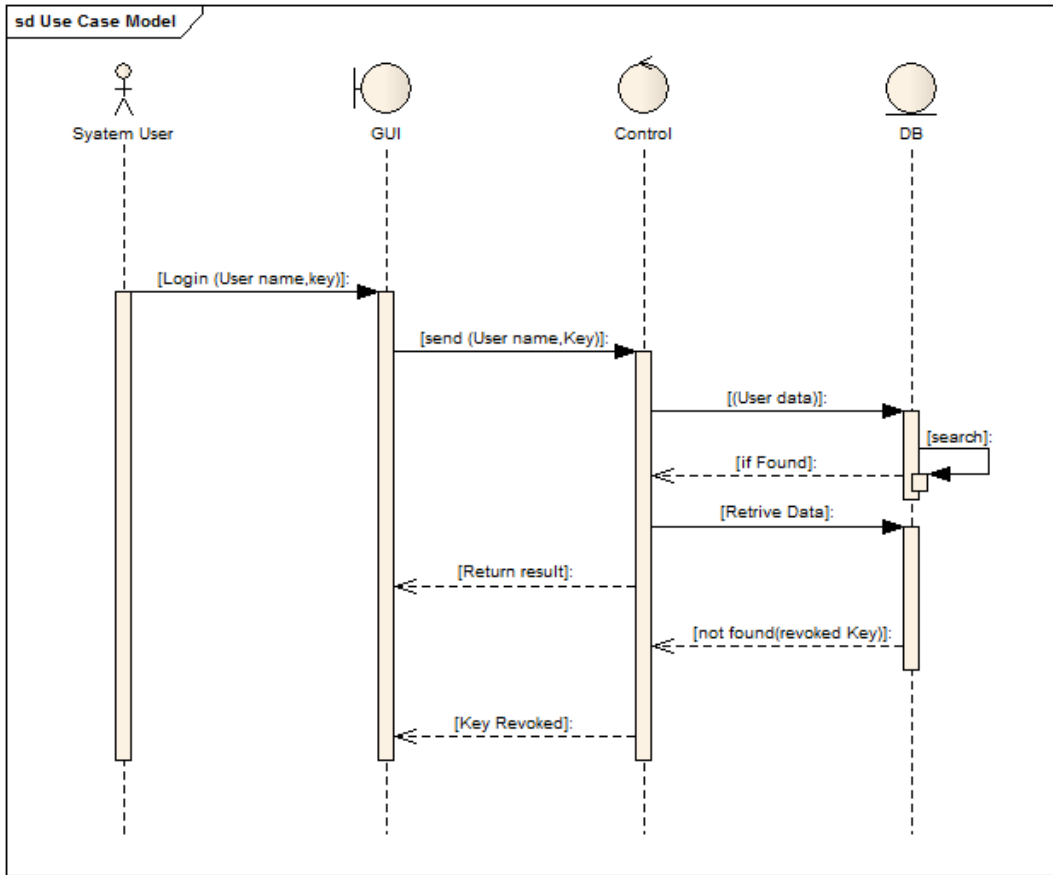 sd Use Case Model
Syatem User
GUI
Control
DB
[Login (User name,key)]:
[send (User name,Key)]:
[(User data)]:
[search]:
[if Found]:
[Retrive Data]:
[Return result]:
[not found(revoked Key)]:
[Key Revoked]: